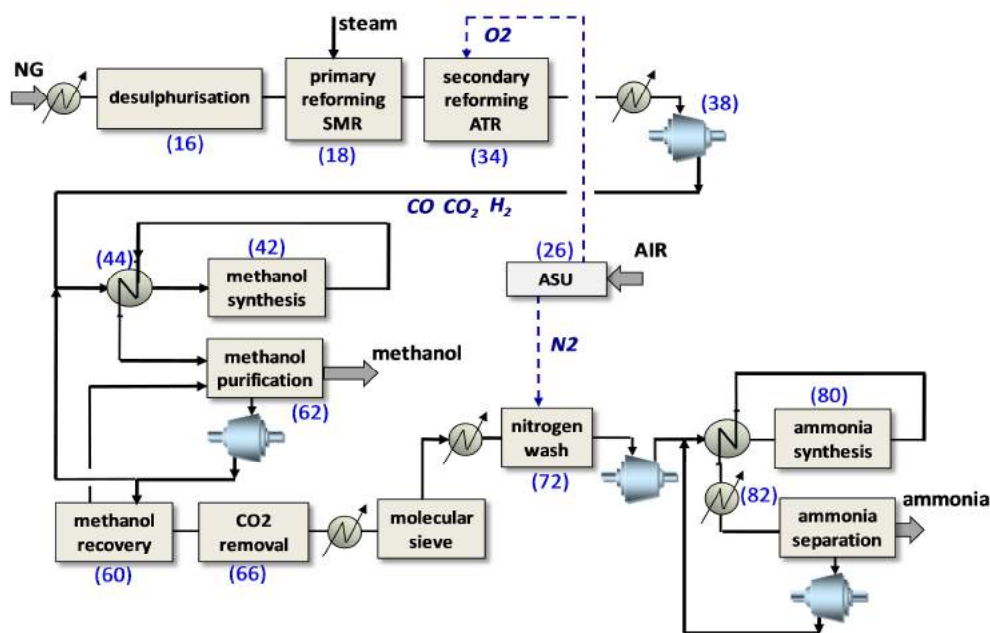 steam
O2
NG
desulphurisation
(16)
primary
reforming
SMR
(18)
secondary
reforming
ATR
(34)
(38)
CO CO2 H2
(44)
(42)
methanol
synthesis
(26)
ASU
AIR
N2
methanol
purification
(62)
methanol
nitrogen
wash
(72)
(80)
ammonia
synthesis
(82)
methanol
recovery
(60)
CO2
removal
(66)
molecular
sieve
ammonia
separation
ammonia